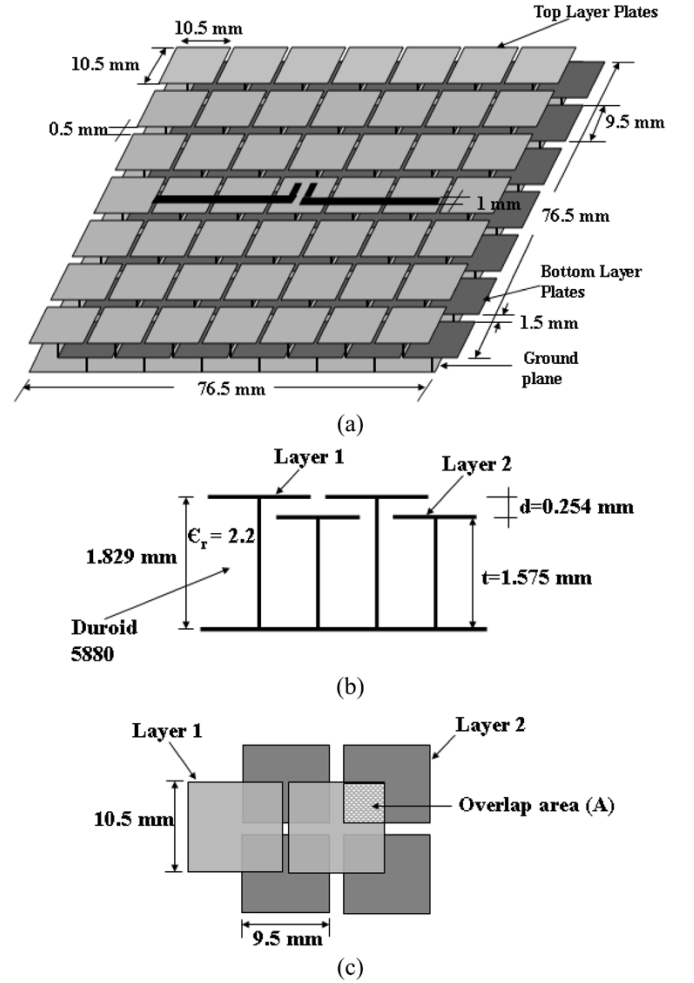 Top Layer Plates
10.5 mm
10.5 mm
9.5 mm
0.5 mm
1 mm
76.5 mm
Bottom Layer
Plates
1.5 mm
Ground
plane
76.5 mm
(a)
Layer 1
Layer 2
d=0.254 mm
Єr = 2.2
1.829 mm
t=1.575 mm
Duroid
5880
(b)
Layer 1
Layer 2
Overlap area (A)
10.5 mm
9.5 mm
(c)